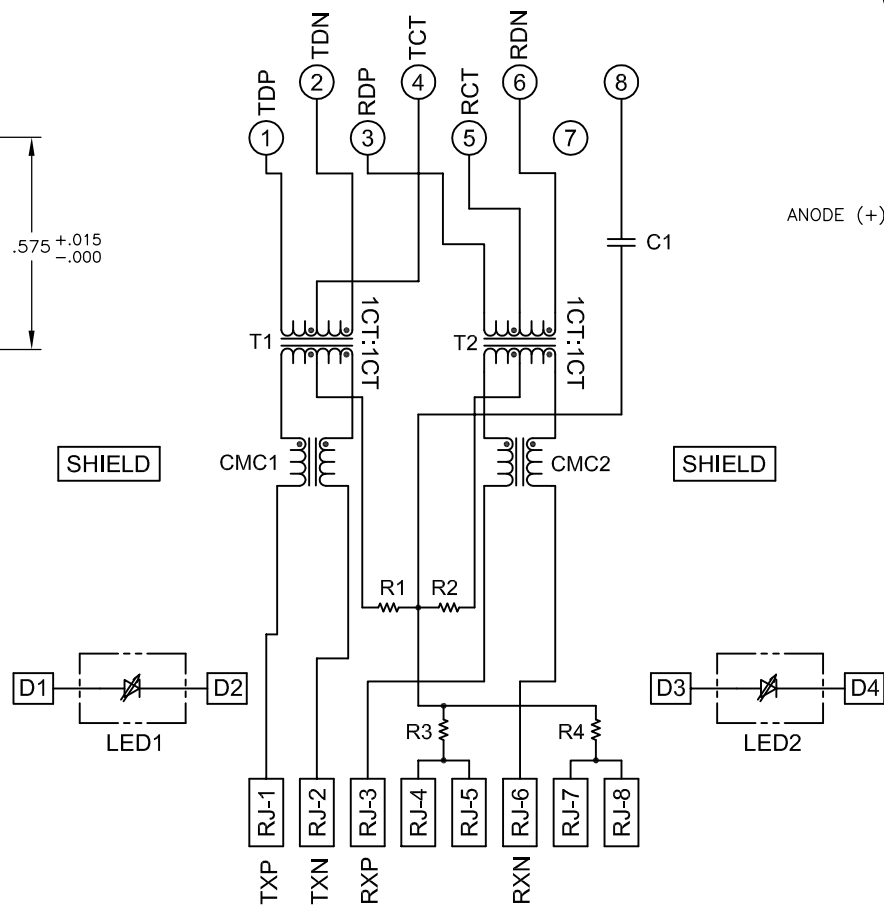 TDN
TCT
RDN
2
4
6
8
TDP
RDP
RCT
1
3
5
7
.575 +.015 -.000
ANODE (+)
C1
T1
1CT:1CT
T2
1CT:1CT
SHIELD
CMC1
CMC2
SHIELD
R1
R2
D1
D2
D3
D4
LED1
LED2
R3
R4
RJ-1
RJ-2
RJ-3
RJ-4
RJ-5
RJ-6
RJ-7
RJ-8
TXP
TXN
RXP
RXN